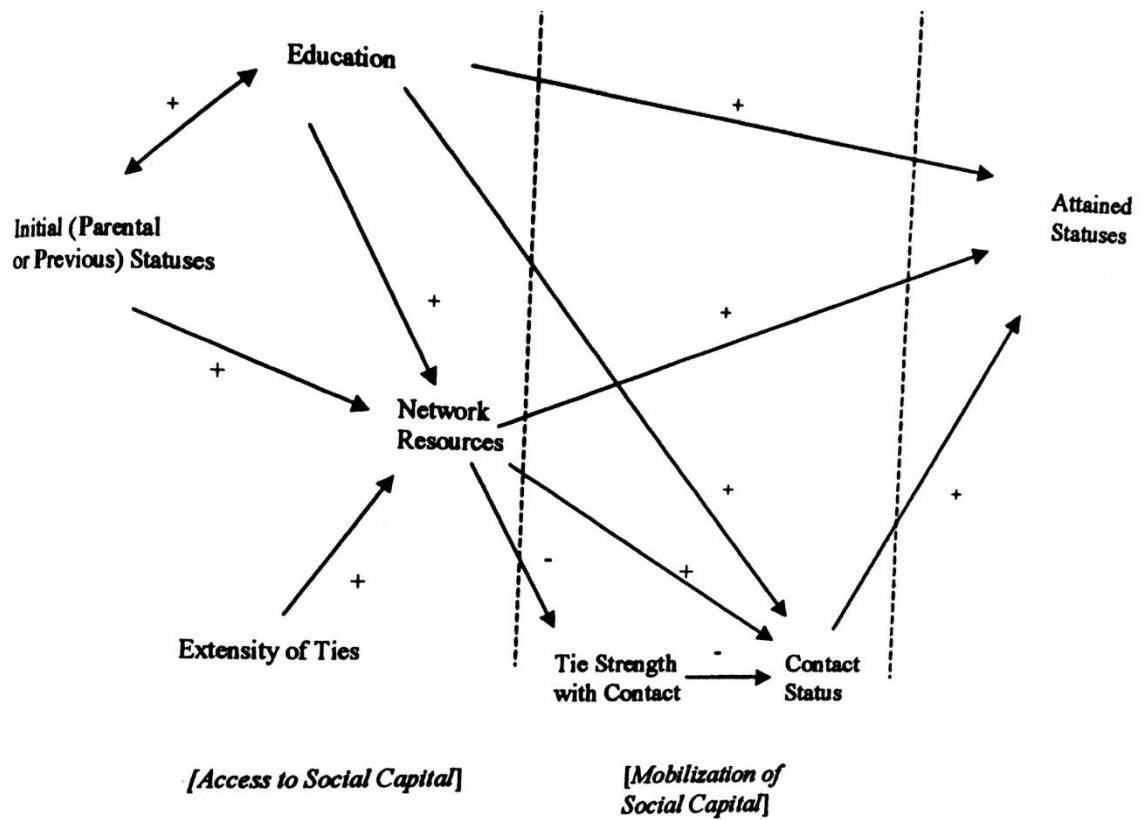 Education
+
+
Initial (Parental
or Previous) Statuses
Attained
Statuses
+
+
+
Network
Resources
+
+
-
+
+
Extensity of Ties
Tie Strength
with Contact
-
Contact
Status
[Access to Social Capital]
[Mobilization of
Social Capital]